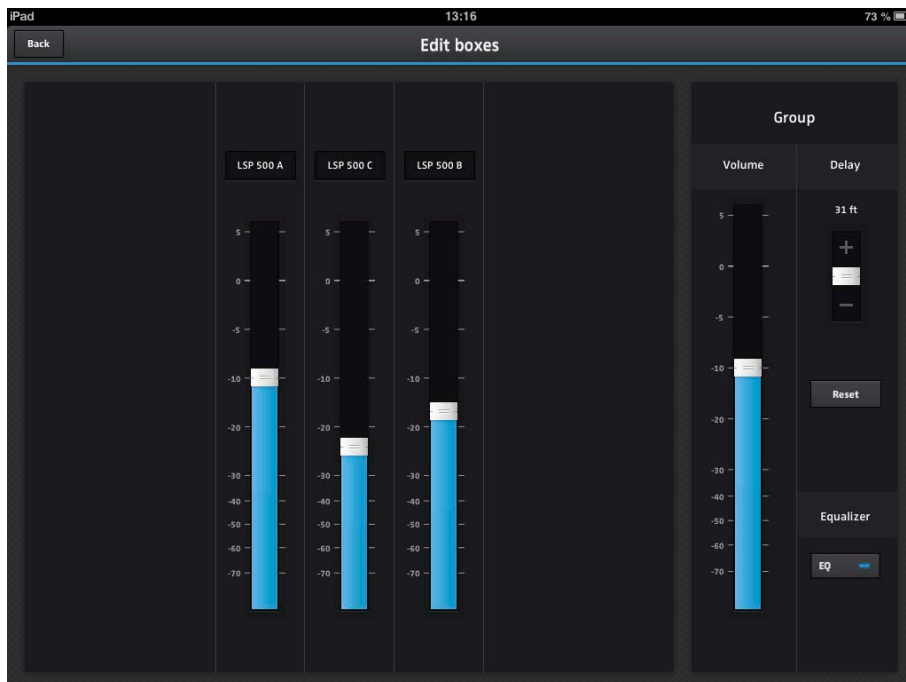 iPad 13:16 73 %
Back Edit boxes
LSP 500 A LSP 500 C LSP 500 B
5 5 5
0 0 0
-5 -5 -5
-10 -10 -10
-20 -20 -20
-30 -30 -30
-40 -40 -40
-50 -50 -50
-60 -60 -60
-70 -70 -70
Group
Volume
5
0
-5
-10
-20
-30
-40
-50
-60
-70
Delay
31 ft
+
−
Reset
Equalizer
EQ